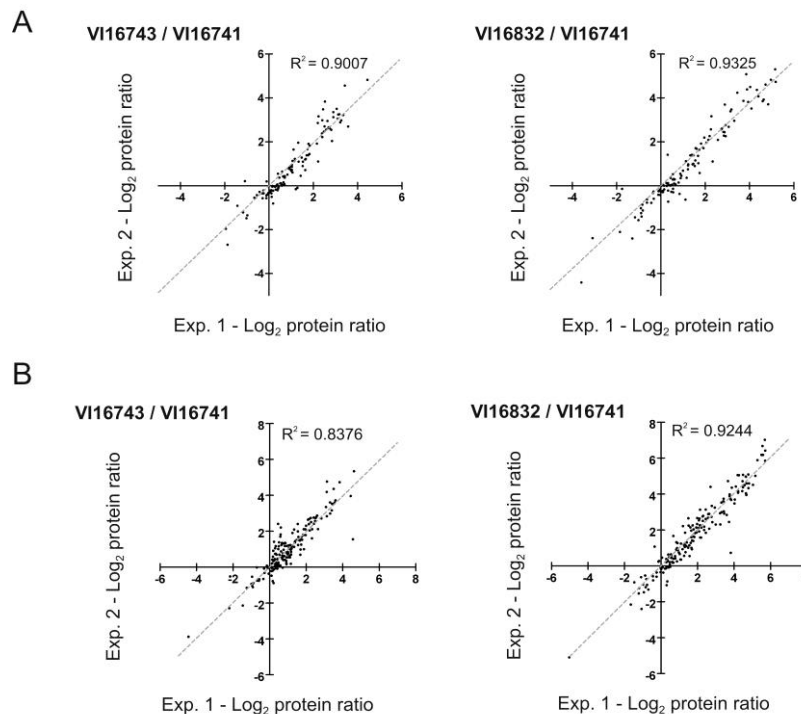 A
VI16743 / VI16741
VI16832 / VI16741
R² = 0.9007
R² = 0.9325
Exp. 2 - Log₂ protein ratio
6
4
2
-2
-4
-4
-2
0
2
4
6
Exp. 1 - Log₂ protein ratio
Exp. 2 - Log₂ protein ratio
6
4
2
-2
-4
-4
-2
0
2
4
6
Exp. 1 - Log₂ protein ratio
B
VI16743 / VI16741
VI16832 / VI16741
R² = 0.8376
R² = 0.9244
Exp. 2 - Log₂ protein ratio
8
6
4
2
-2
-4
-6
-6
-4
-2
0
2
4
6
8
Exp. 1 - Log₂ protein ratio
Exp. 2 - Log₂ protein ratio
8
6
4
2
-2
-4
-6
-6
-4
-2
0
2
4
6
Exp. 1 - Log₂ protein ratio